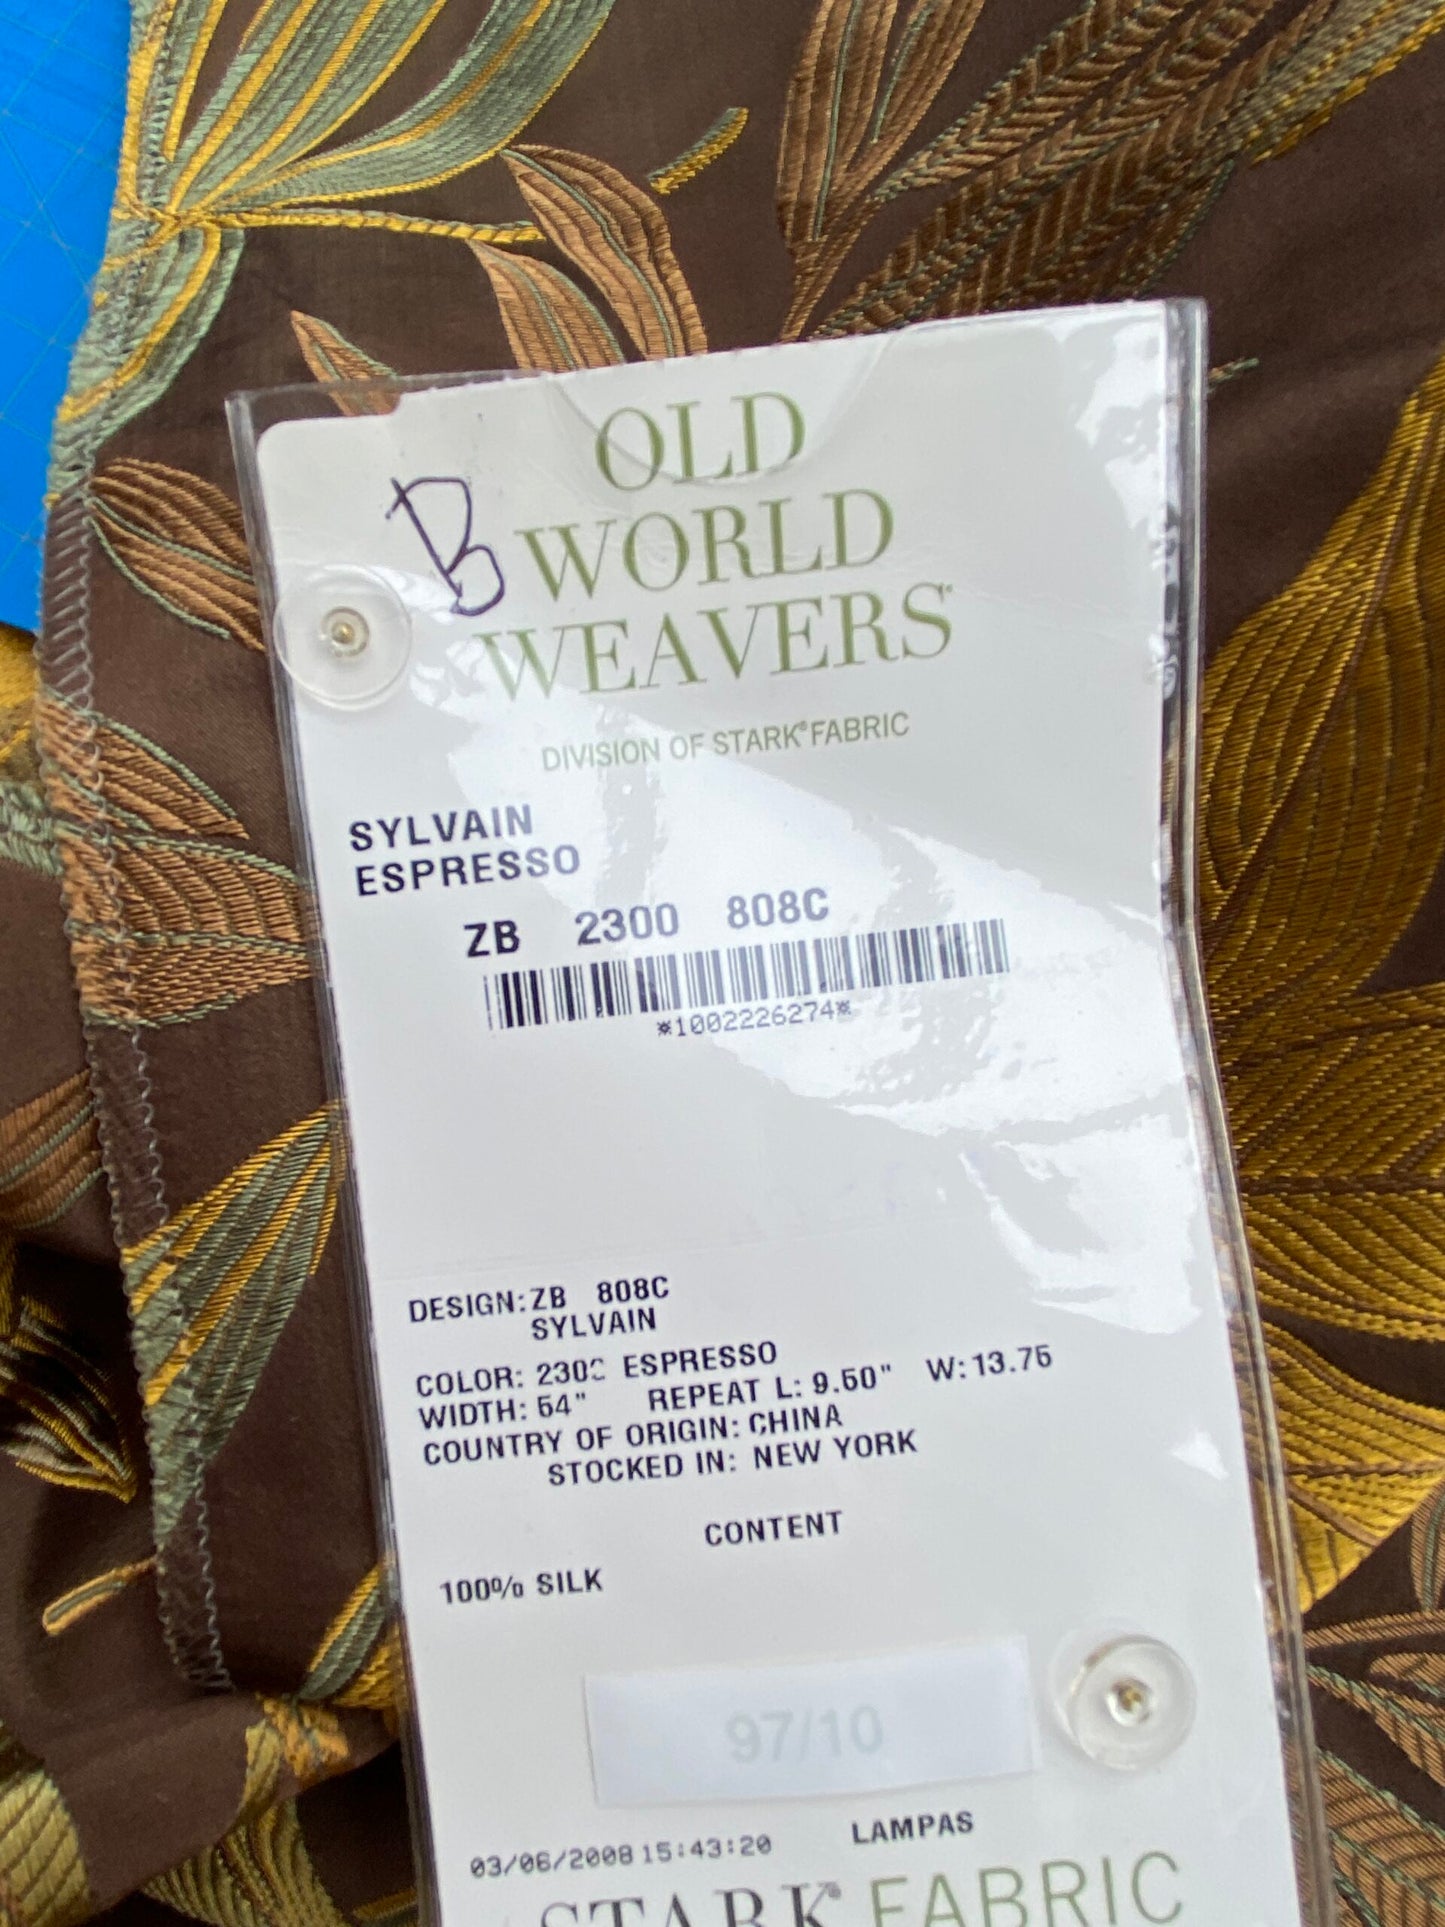 B
OLD
WORLD
WEAVERS®
DIVISION OF STARK® FABRIC
SYLVAIN
ESPRESSO
ZB 2300 808C
*1002226274*
DESIGN: ZB 808C
SYLVAIN
COLOR: 2300 ESPRESSO
WIDTH: 54" REPEAT L: 9.50" W: 13.75
COUNTRY OF ORIGIN: CHINA
STOCKED IN: NEW YORK
CONTENT
100% SILK
97/10
03/06/2008 15:43:20 LAMPAS
STARK® FABRIC